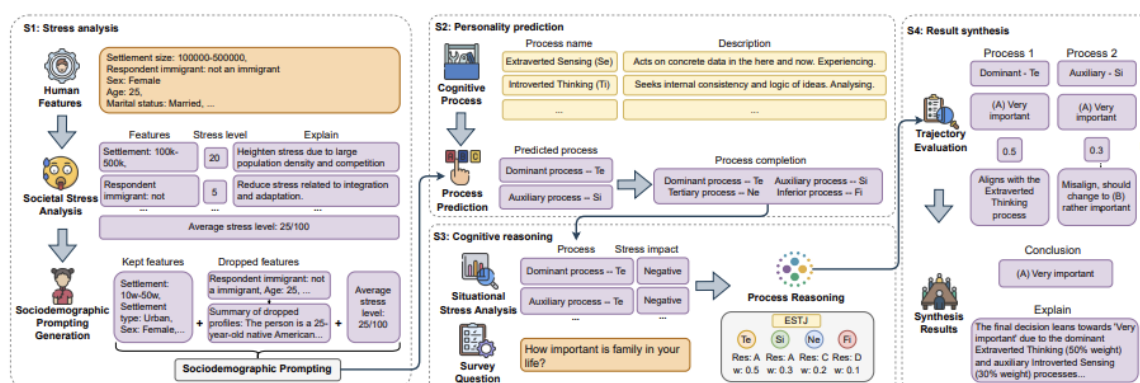 S1: Stress analysis
Human
Features
Settlement size: 100000-500000,
Respondent immigrant: not an immigrant
Sex: Female
Age: 25,
Marital status: Married, ...
Features
Stress level
Explain
Settlement: 100k-
500k,
20
Heighten stress due to large
population density and competition
Respondent
immigrant: not
5
Reduce stress related to integration
and adaptation.
...
...
...
Societal Stress
Analysis
Average stress level: 25/100
Kept features
Dropped features
Settlement:
10w-50w,
Settlement
type: Urban,
Sex: Female,...
+
Respondent immigrant: not
a immigrant, Age: 25, ...
Summary of dropped
profiles: The person is a 25-
year-old native American...
+
Average
stress
level:
25/100
Sociodemographic
Prompting
Generation
Sociodemographic Prompting
S2: Personality prediction
Process name
Description
Cognitive
Process
Extraverted Sensing (Se)
Acts on concrete data in the here and now. Experiencing.
Introverted Thinking (Ti)
Seeks internal consistency and logic of ideas. Analysing.
...
...
Predicted process
Process completion
A B C
Process
Prediction
Dominant process -- Te
Auxiliary process -- Si
Dominant process -- Te
Auxiliary process -- Si
Tertiary process -- Ne
Inferior process -- Fi
S3: Cognitive reasoning
Process
Stress impact
Situational
Stress Analysis
Dominant process -- Te
Negative
Auxiliary process -- Te
Negative
...
...
Survey
Question
How important is family in your
life?
Process Reasoning
ESTJ
Te
Si
Ne
Fi
Res: A
Res: A
Res: C
Res: D
w: 0.5
w: 0.3
w: 0.2
w: 0.1
S4: Result synthesis
Process 1
Process 2
Dominant - Te
Auxiliary - Si
Trajectory
Evaluation
(A) Very
important
(A) Very
important
0.5
0.3
Aligns with the
Extraverted
Thinking
process
Misalign, should
change to (B)
rather important
Conclusion
(A) Very important
Synthesis
Results
Explain
The final decision leans towards 'Very
important' due to the dominant
Extraverted Thinking (50% weight)
and auxiliary Introverted Sensing
(30% weight) processes...